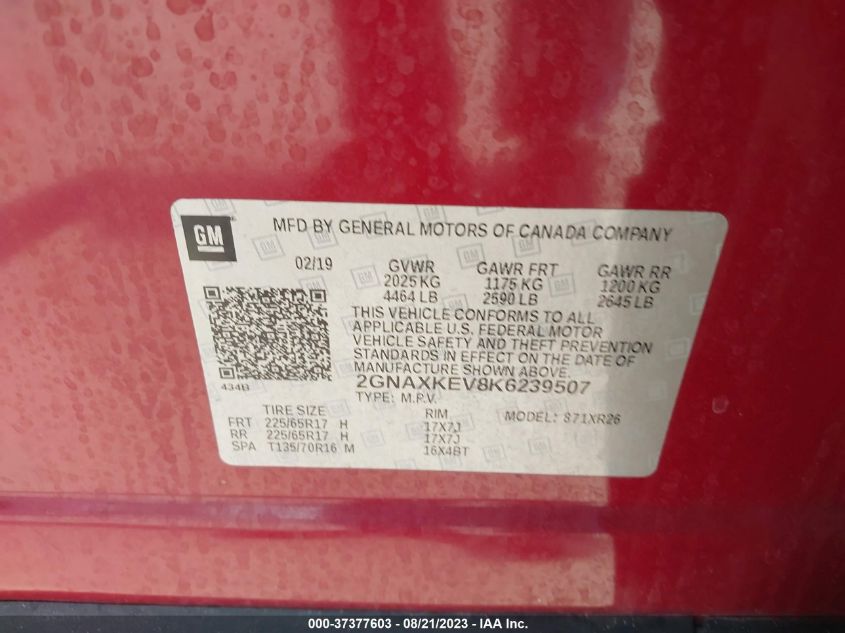 GM
MFD BY GENERAL MOTORS OF CANADA COMPANY
02/19 GVWR GAWR FRT GAWR RR
2025 KG 1175 KG 1200 KG
4464 LB 2590 LB 2645 LB
THIS VEHICLE CONFORMS TO ALL
APPLICABLE U.S. FEDERAL MOTOR
VEHICLE SAFETY AND THEFT PREVENTION
STANDARDS IN EFFECT ON THE DATE OF
MANUFACTURE SHOWN ABOVE.
434B 2GNAXKEV8K6239507
TYPE: M.P.V. MODEL: 871XR26
TIRE SIZE RIM
FRT 225/65R17 H 17X7J
RR 225/65R17 H 17X7J
SPA T135/70R16 M 16X4BT
000-37377603 - 08/21/2023 - IAA Inc.